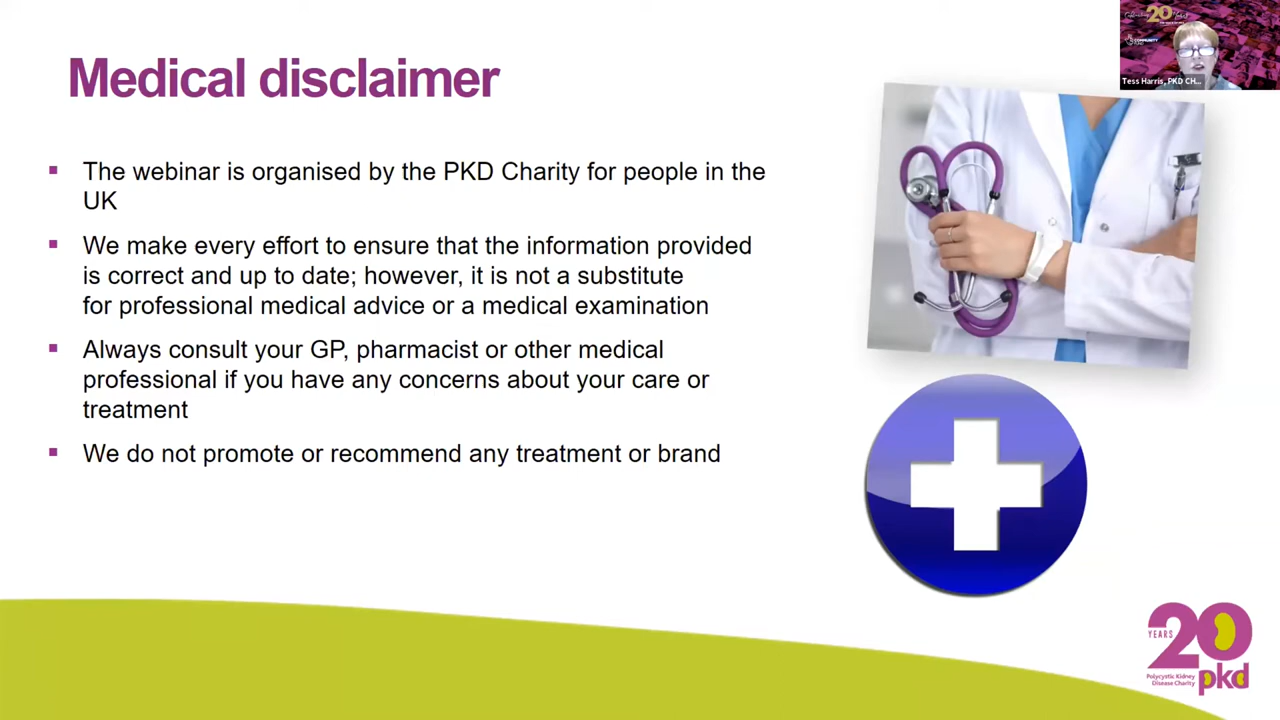 Medical disclaimer
The webinar is organised by the PKD Charity for people in the
UK
We make every effort to ensure that the information provided
is correct and up to date; however, it is not a substitute
for professional medical advice or a medical examination
Always consult your GP, pharmacist or other medical
professional if you have any concerns about your care or
treatment
We do not promote or recommend any treatment or brand
20
COMMUNITY
FUND
Tess Harris, PKD CH...
YEARS
20
Polycystic Kidney
Disease Charity
pkd